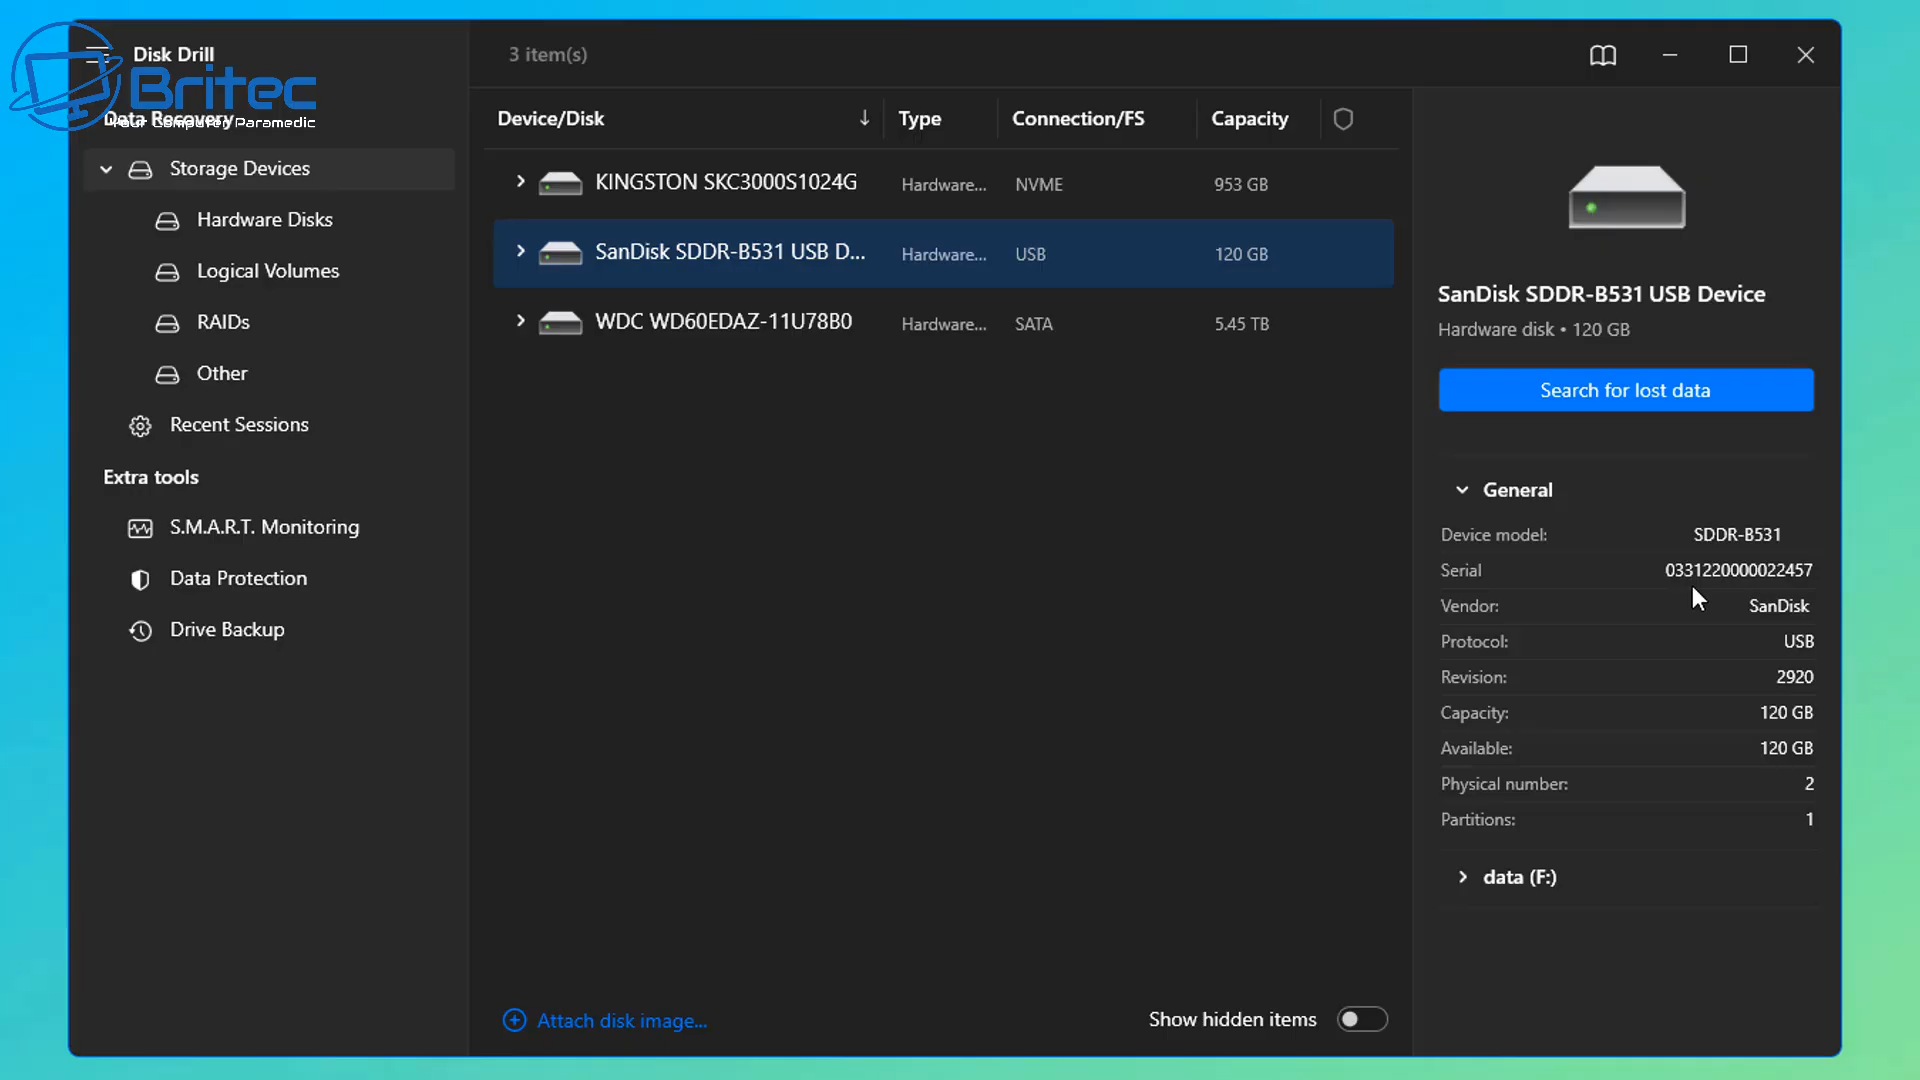 Disk Drill
Britec
Your Computer Paramedic
Data Recovery
Storage Devices
Hardware Disks
Logical Volumes
RAIDs
Other
Recent Sessions
Extra tools
S.M.A.R.T. Monitoring
Data Protection
Drive Backup
3 item(s)
Device/Disk ↓ Type Connection/FS Capacity
KINGSTON SKC3000S1024G Hardware... NVME 953 GB
SanDisk SDDR-B531 USB D... Hardware... USB 120 GB
WDC WD60EDAZ-11U78B0 Hardware... SATA 5.45 TB
Attach disk image...
Show hidden items
SanDisk SDDR-B531 USB Device
Hardware disk • 120 GB
Search for lost data
General
Device model: SDDR-B531
Serial 0331220000022457
Vendor: SanDisk
Protocol: USB
Revision: 2920
Capacity: 120 GB
Available: 120 GB
Physical number: 2
Partitions: 1
data (F:)